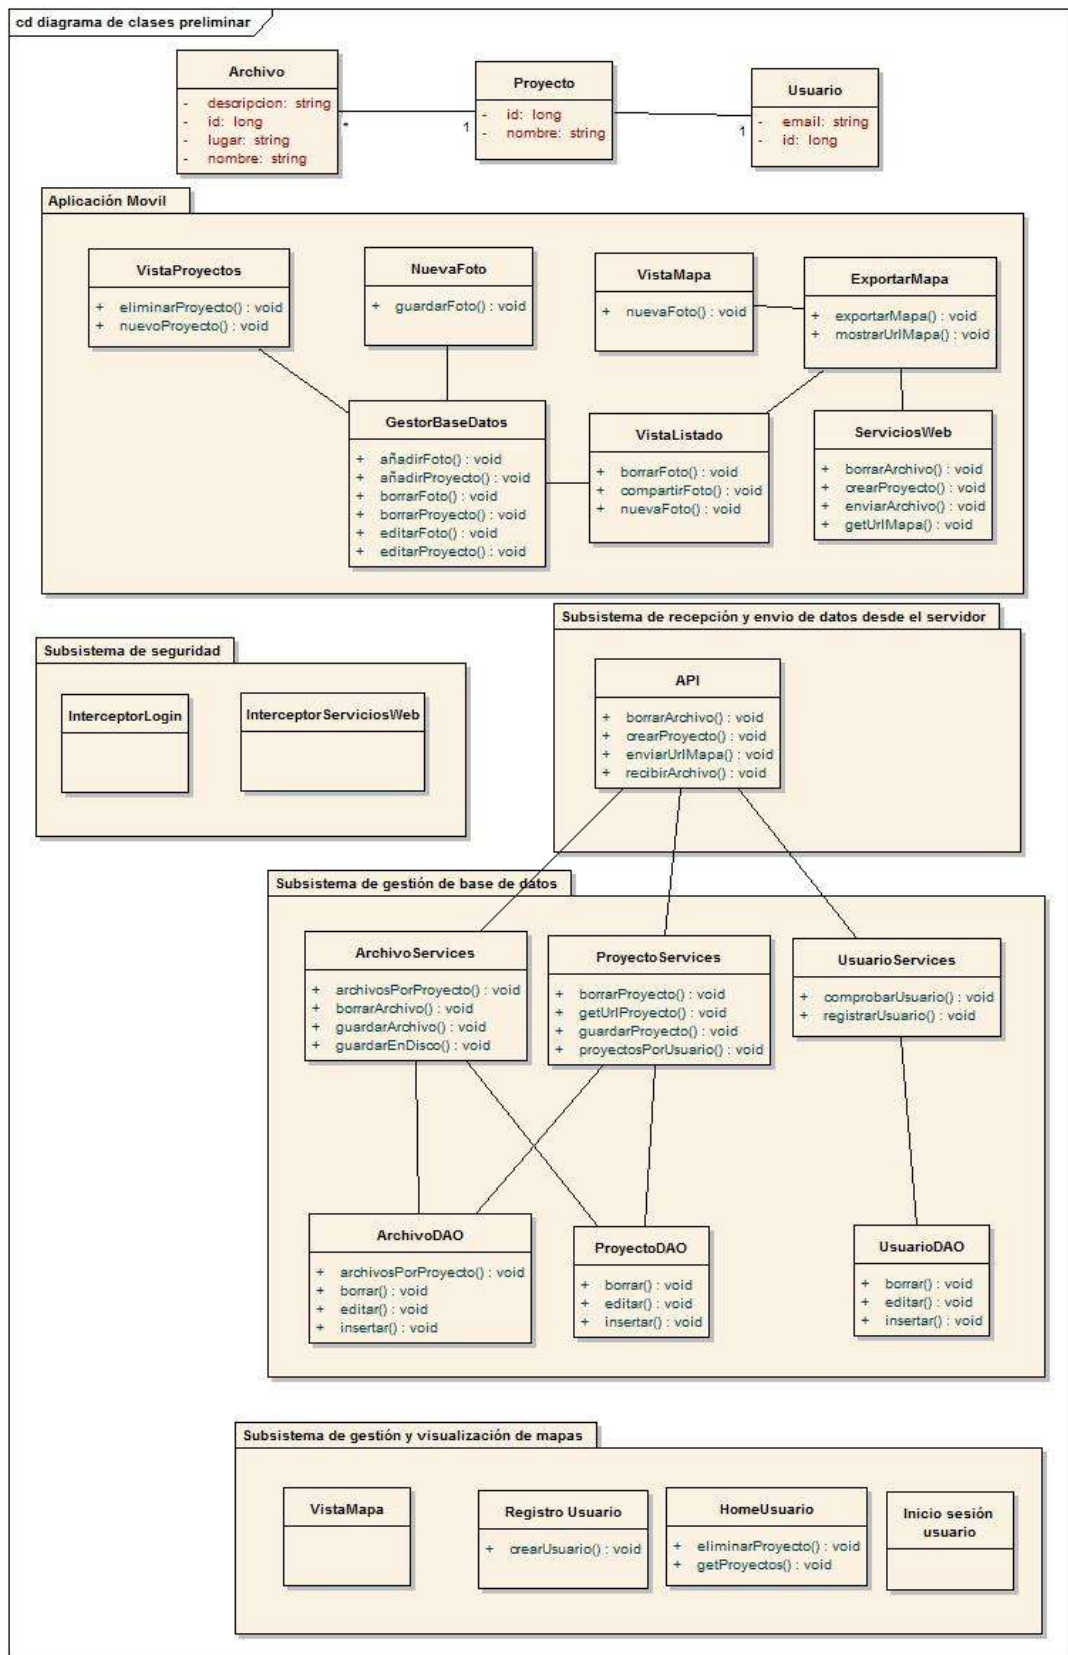 cd diagrama de clases preliminar
Archivo
- descripcion: string
- id: long
- lugar: string
- nombre: string
Proyecto
- id: long
- nombre: string
Usuario
- email: string
- id: long
*
1
1
Aplicación Movil
VistaProyectos
+ eliminarProyecto() : void
+ nuevoProyecto() : void
NuevaFoto
+ guardarFoto() : void
VistaMapa
+ nuevaFoto() : void
ExportarMapa
+ exportarMapa() : void
+ mostrarUrlMapa() : void
GestorBaseDatos
+ añadirFoto() : void
+ añadirProyecto() : void
+ borrarFoto() : void
+ borrarProyecto() : void
+ editarFoto() : void
+ editarProyecto() : void
VistaListado
+ borrarFoto() : void
+ compartirFoto() : void
+ nuevaFoto() : void
ServiciosWeb
+ borrarArchivo() : void
+ crearProyecto() : void
+ enviarArchivo() : void
+ getUrlMapa() : void
Subsistema de recepción y envio de datos desde el servidor
API
+ borrarArchivo() : void
+ crearProyecto() : void
+ enviarUrlMapa() : void
+ recibirArchivo() : void
Subsistema de seguridad
InterceptorLogin
InterceptorServiciosWeb
Subsistema de gestión de base de datos
ArchivoServices
+ archivosPorProyecto() : void
+ borrarArchivo() : void
+ guardarArchivo() : void
+ guardarEnDisco() : void
ProyectoServices
+ borrarProyecto() : void
+ getUrlProyecto() : void
+ guardarProyecto() : void
+ proyectosPorUsuario() : void
UsuarioServices
+ comprobarUsuario() : void
+ registrarUsuario() : void
ArchivoDAO
+ archivosPorProyecto() : void
+ borrar() : void
+ editar() : void
+ insertar() : void
ProyectoDAO
+ borrar() : void
+ editar() : void
+ insertar() : void
UsuarioDAO
+ borrar() : void
+ editar() : void
+ insertar() : void
Subsistema de gestión y visualización de mapas
VistaMapa
Registro Usuario
+ crearUsuario() : void
HomeUsuario
+ eliminarProyecto() : void
+ getProyectos() : void
Inicio sesión
usuario